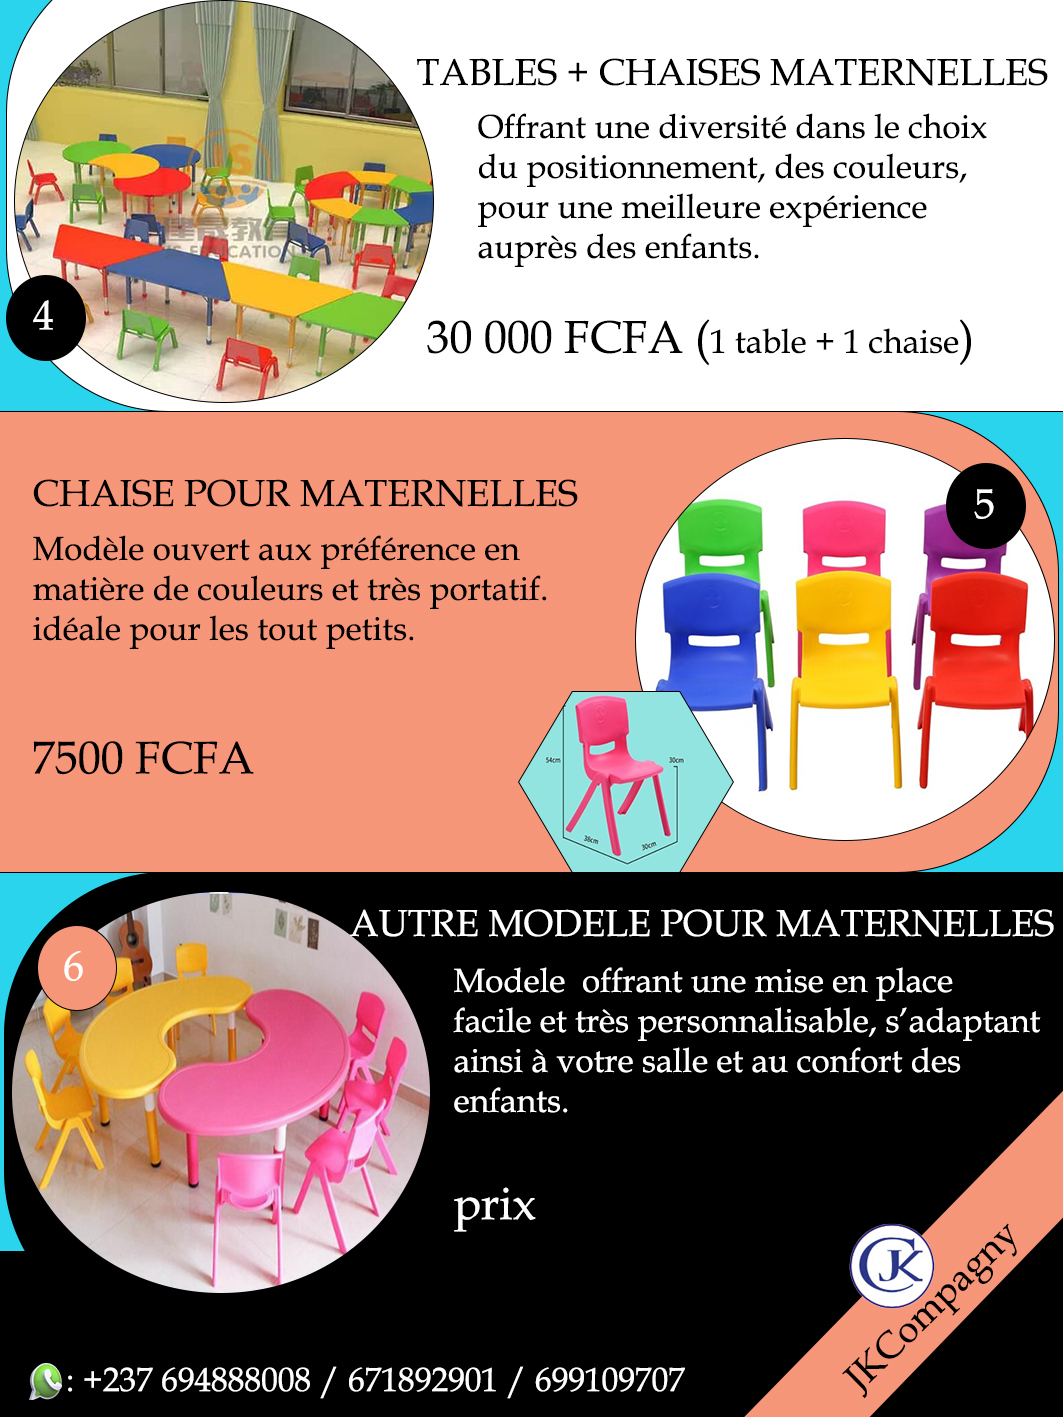 TABLES + CHAISES MATERNELLES
Offrant une diversité dans le choix
du positionnement, des couleurs,
pour une meilleure expérience
auprès des enfants.
4
30 000 FCFA (1 table + 1 chaise)
EDUCATION
5
CHAISE POUR MATERNELLES
Modèle ouvert aux préférence en
matière de couleurs et très portatif.
idéale pour les tout petits.
7500 FCFA
54cm
30cm
38cm
30cm
6
AUTRE MODELE POUR MATERNELLES
Modele  offrant une mise en place
facile et très personnalisable, s’adaptant
ainsi à votre salle et au confort des
enfants.
prix
CJK
JKCompagny
: +237 694888008 / 671892901 / 699109707